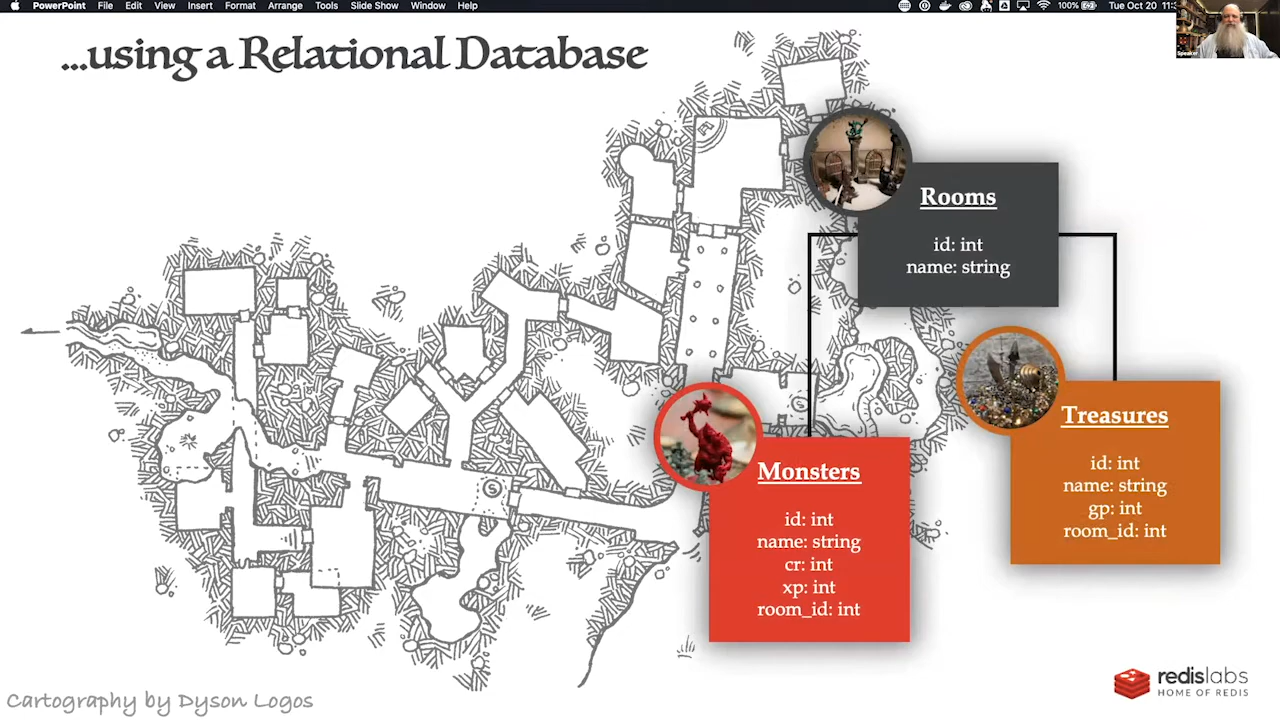 PowerPoint File Edit View Insert Format Arrange Tools Slide Show Window Help 100% Tue Oct 20
...using a Relational Database
Speaker
Rooms
id: int
name: string
Treasures
id: int
name: string
gp: int
room_id: int
Monsters
id: int
name: string
cr: int
xp: int
room_id: int
S
redislabs
HOME OF REDIS
Cartography by Dyson Logos